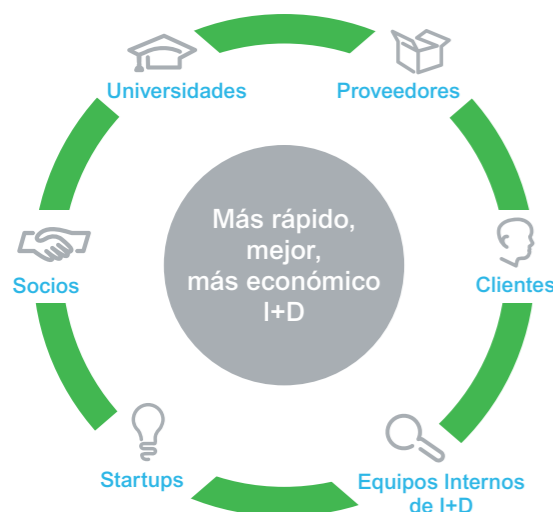 Universidades
Proveedores
Más rápido,
mejor,
más económico
I+D
Socios
Clientes
Startups
Equipos Internos
de I+D